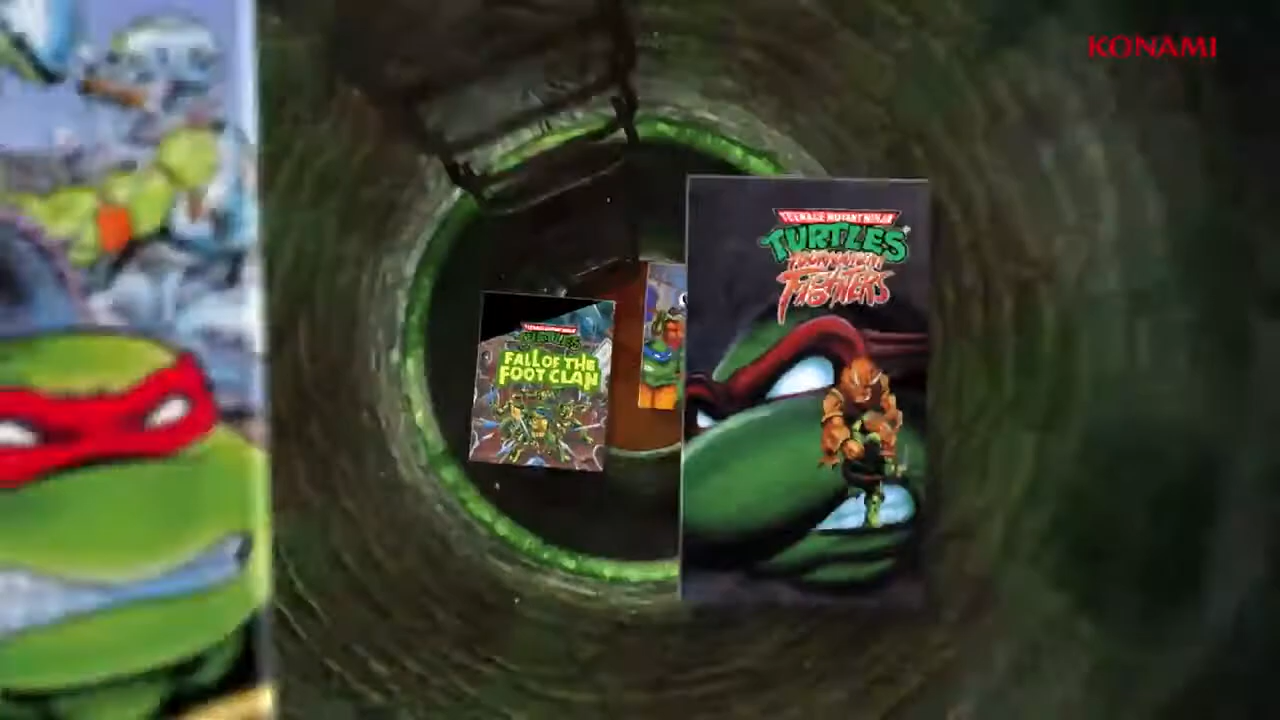 KONAMI
TEENAGE MUTANT NINJA
TURTLES
TOURNAMENT
FIGHTERS
TEENAGE MUTANT NINJA
TURTLES
FALL OF THE
FOOT CLAN